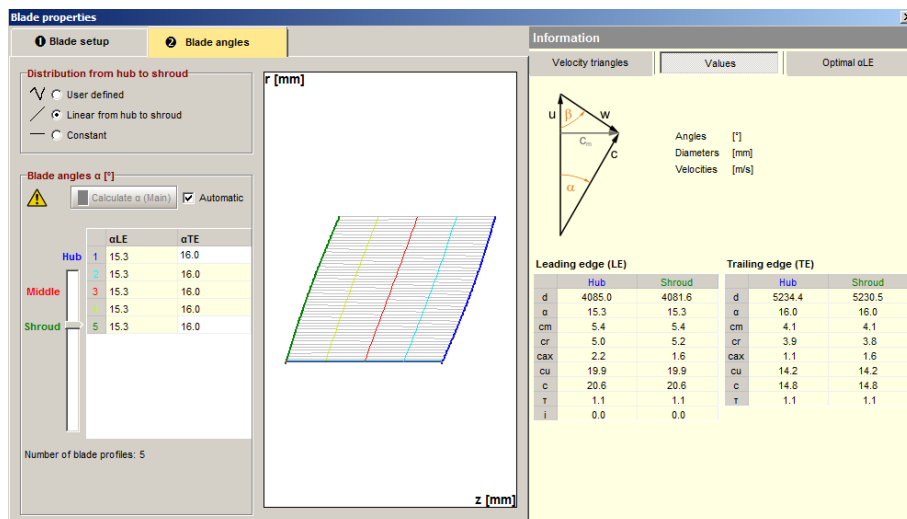 Blade properties
❶ Blade setup
❷ Blade angles
Distribution from hub to shroud
User defined
Linear from hub to shroud
Constant
Blade angles α [°]
Calculate α (Main) Automatic
αLE αTE
Hub 1 15.3 16.0
2 15.3 16.0
Middle 3 15.3 16.0
15.3 16.0
Shroud 5 15.3 16.0
Number of blade profiles: 5
r [mm]
z [mm]
Information
Velocity triangles
Values
Optimal αLE
u β w
cm c
α
Angles [°]
Diameters [mm]
Velocities [m/s]
Leading edge (LE)
Hub Shroud
d 4085.0 4081.6
α 15.3 15.3
cm 5.4 5.4
cr 5.0 5.2
cax 2.2 1.6
cu 19.9 19.9
c 20.6 20.6
τ 1.1 1.1
i 0.0 0.0
Trailing edge (TE)
Hub Shroud
d 5234.4 5230.5
α 16.0 16.0
cm 4.1 4.1
cr 3.9 3.8
cax 1.1 1.6
cu 14.2 14.2
c 14.8 14.8
τ 1.1 1.1